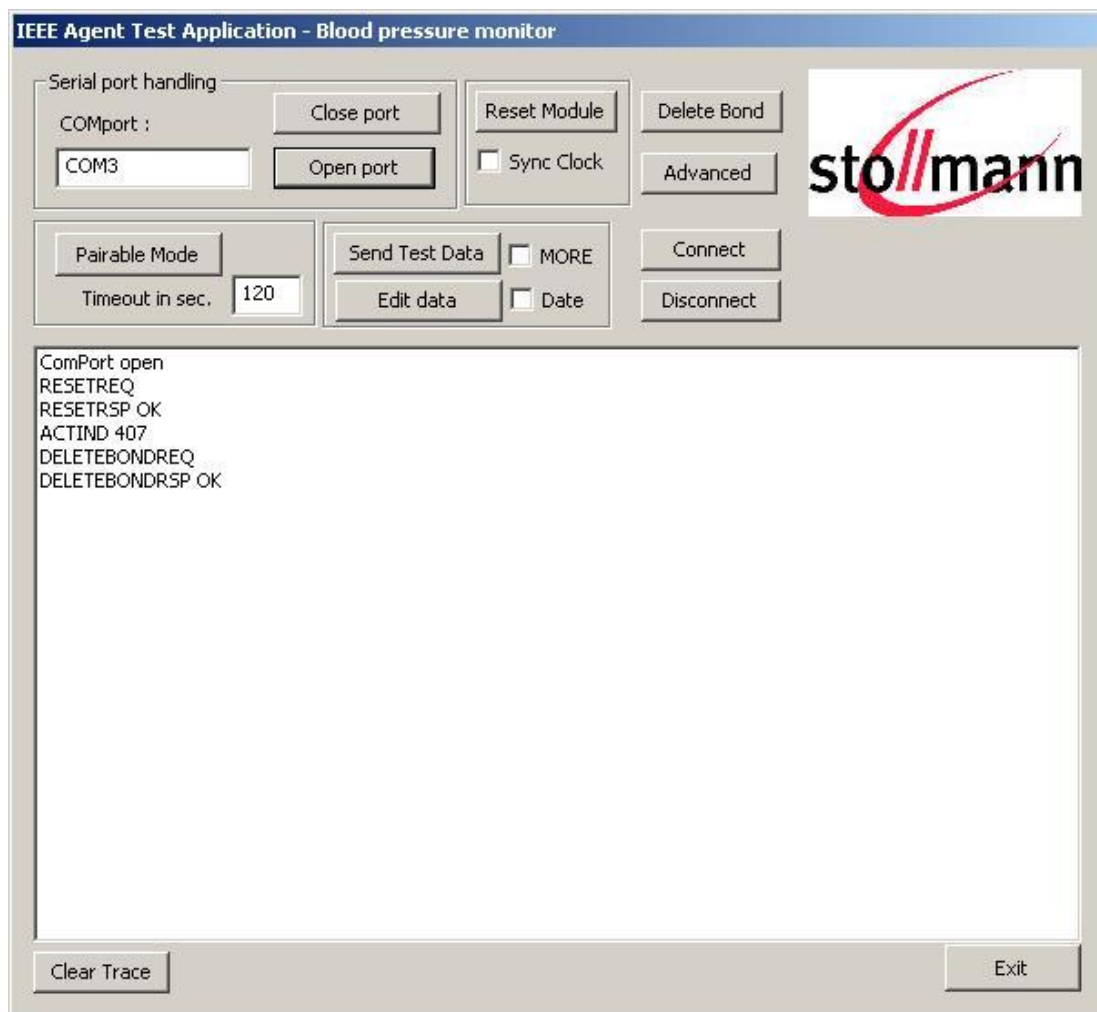 IEEE Agent Test Application - Blood pressure monitor
Serial port handling
COMport :
Close port
COM3
Open port
Reset Module
Sync Clock
Delete Bond
Advanced
stollmann
Pairable Mode
Timeout in sec.
120
Send Test Data
MORE
Edit data
Date
Connect
Disconnect
ComPort open
RESETREQ
RESETRSP OK
ACTIND 407
DELETEBONDREQ
DELETEBONDRSP OK
Clear Trace
Exit